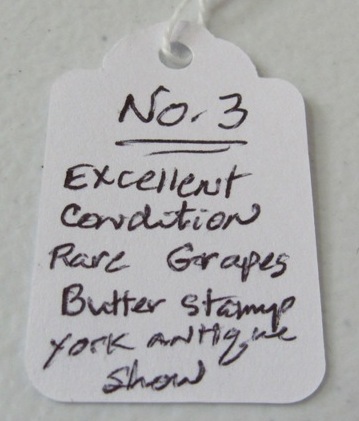 No. 3
Excellent
Condition
Rare Grapes
Butter stamp
York antique
Show